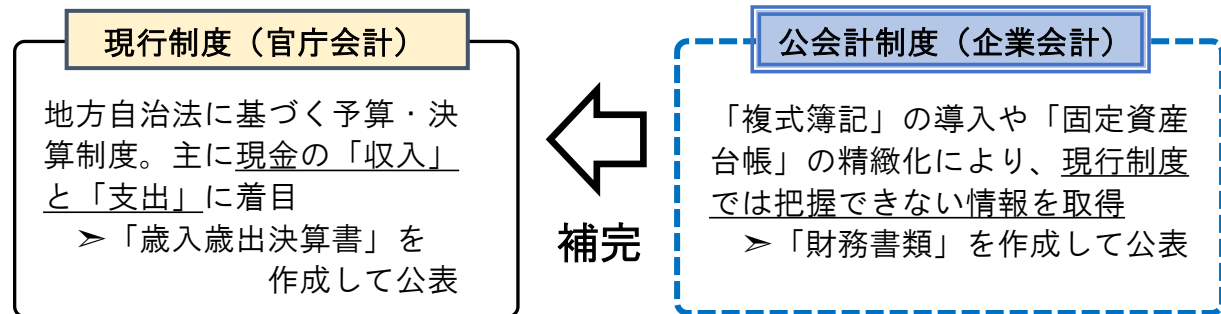 現行制度（官庁会計）
地方自治法に基づく予算・決
算制度。主に現金の「収入」
と「支出」に着目
➣「歳入歳出決算書」を
作成して公表
補完
公会計制度（企業会計）
「複式簿記」の導入や「固定資産
台帳」の精緻化により、現行制度
では把握できない情報を取得
➣「財務書類」を作成して公表